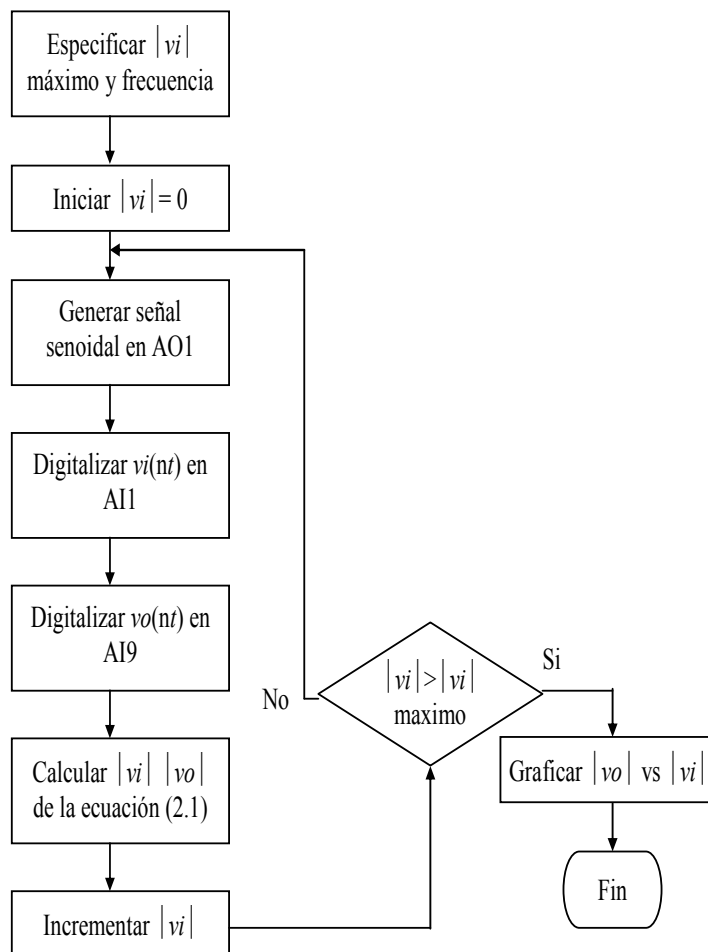 Especificar |vi|
máximo y frecuencia
Iniciar |vi| = 0
Generar señal
senoidal en AO1
Digitalizar vi(nt) en
AI1
Digitalizar vo(nt) en
AI9
Calcular |vi| |vo|
de la ecuación (2.1)
Incrementar |vi|
|vi|>|vi|
maximo
No
Si
Graficar |vo| vs |vi|
Fin